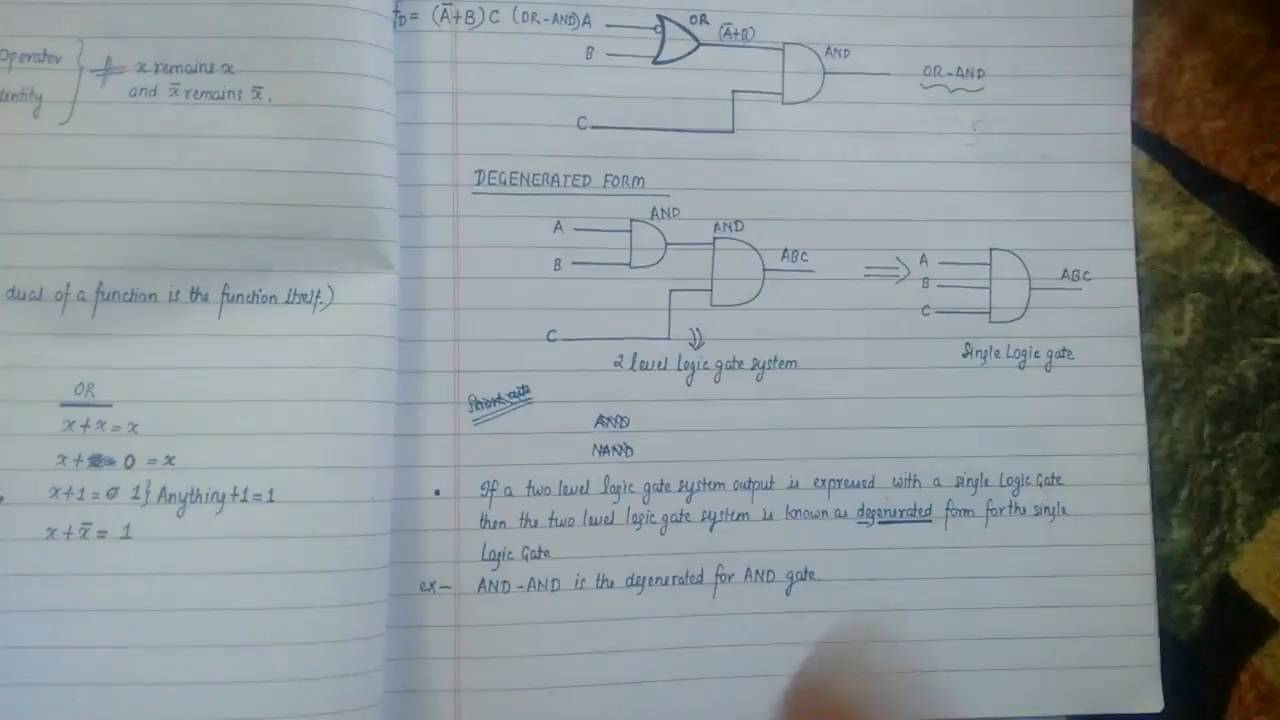 Operator
x remains x
and x̄ remains x̄.
dual of a function is the function itself.)
OR
x+x=x
x+ 0 =x
x+1= 1} Anything+1=1
x+x̄= 1
f_D= (Ā+B)C (OR-AND)
A
OR
(Ā+B)
B
AND
OR-AND
C
DEGENERATED FORM
AND
A
AND
B
ABC
C
2 level Logic gate system
A
B
ABC
C
Single Logic gate
AND
NAND
• If a two level logic gate system output is expressed with a single Logic Gate
then the two level logic gate system is known as degenerated form for the single
Logic Gate
ex- AND-AND is the degenerated for AND gate.